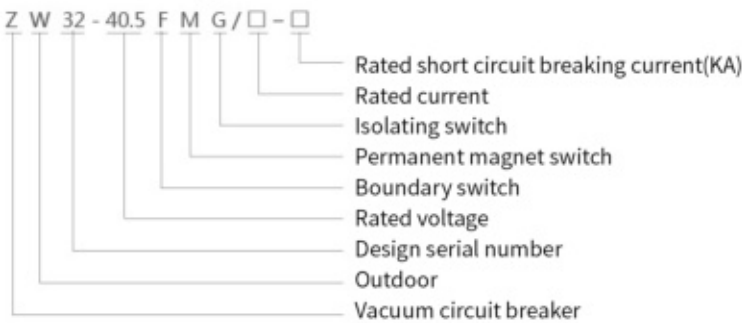 Z W 32 - 40.5 F M G / □ - □
Rated short circuit breaking current(KA)
Rated current
Isolating switch
Permanent magnet switch
Boundary switch
Rated voltage
Design serial number
Outdoor
Vacuum circuit breaker